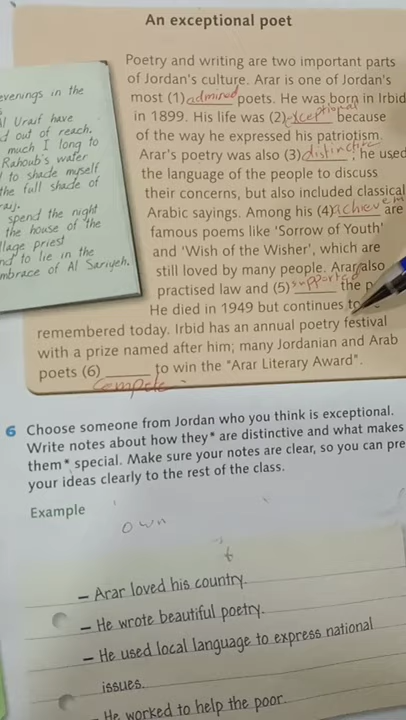 An exceptional poet
evenings in the
Al Uraif have
d out of reach.
much I long to
Rahoub's water
to shade myself
the full shade of
ray.
spend the night
the house of the
llage priest
nd to lie in the
mbrace of Al Sariyeh.
Poetry and writing are two important parts
of Jordan's culture. Arar is one of Jordan's
most (1) admired poets. He was born in Irbid
in 1899. His life was (2) exceptional because
of the way he expressed his patriotism.
Arar's poetry was also (3) distinctive; he used
the language of the people to discuss
their concerns, but also included classical
Arabic sayings. Among his (4) achievem are
famous poems like 'Sorrow of Youth'
and 'Wish of the Wisher', which are
still loved by many people. Arar also
practised law and (5) supported the p
He died in 1949 but continues to
remembered today. Irbid has an annual poetry festival
with a prize named after him; many Jordanian and Arab
poets (6) ______ to win the "Arar Literary Award".
Compete
6 Choose someone from Jordan who you think is exceptional.
Write notes about how they* are distinctive and what makes
them* special. Make sure your notes are clear, so you can pre
your ideas clearly to the rest of the class.
Example
own
– Arar loved his country.
– He wrote beautiful poetry.
– He used local language to express national
issues.
– He worked to help the poor.